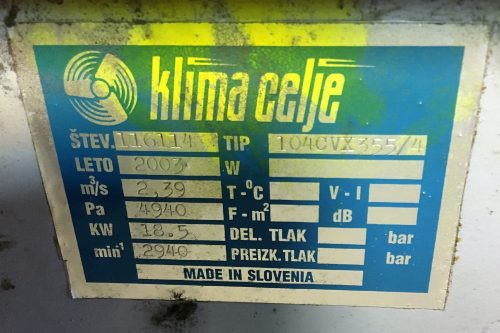 klima celje
ŠTEV. 116114 TIP 104CVX355/4
LETO 2003 W
m³/s 2,39 T-°C V-I
Pa 4940 F-m² dB
KW 18.5 DEL. TLAK bar
min¹ 2940 PREIZK. TLAK bar
MADE IN SLOVENIA